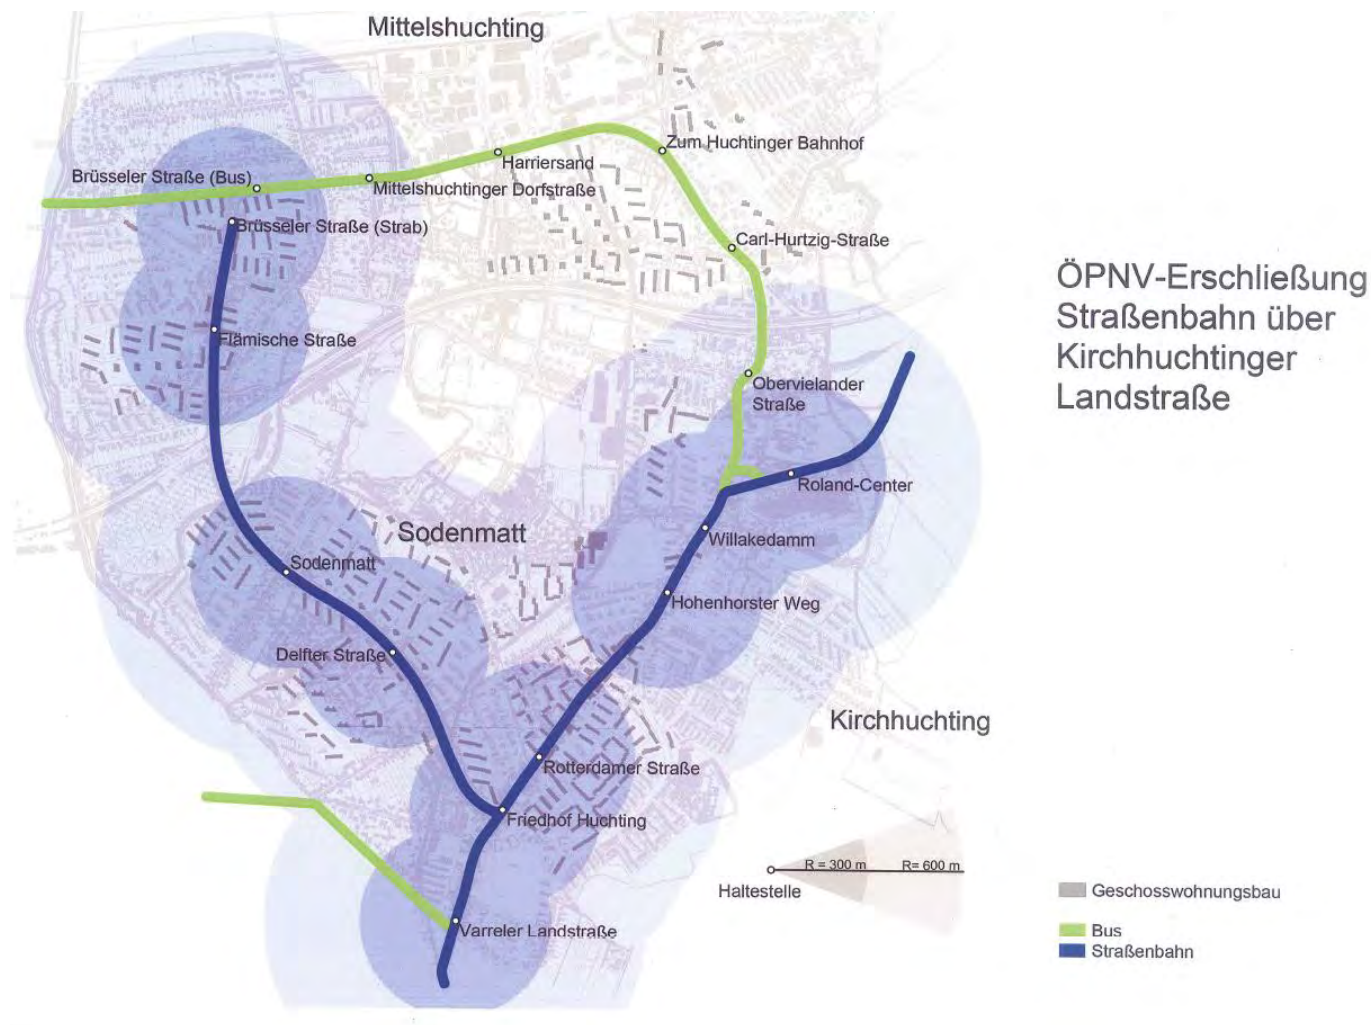 Mittelshuchting
Zum Huchtinger Bahnhof
Harriersand
Brüsseler Straße (Bus)
Mittelshuchtinger Dorfstraße
Brüsseler Straße (Strab)
Carl-Hurtzig-Straße
ÖPNV-Erschließung
Straßenbahn über
Kirchhuchtinger
Landstraße
Flämische Straße
Obervielander
Straße
Roland-Center
Sodenmatt
Willakedamm
Sodenmatt
Hohenhorster Weg
Delfter Straße
Kirchhuchting
Rotterdamer Straße
Friedhof Huchting
R = 300 m
R= 600 m
Haltestelle
Geschosswohnungsbau
Varreler Landstraße
Bus
Straßenbahn